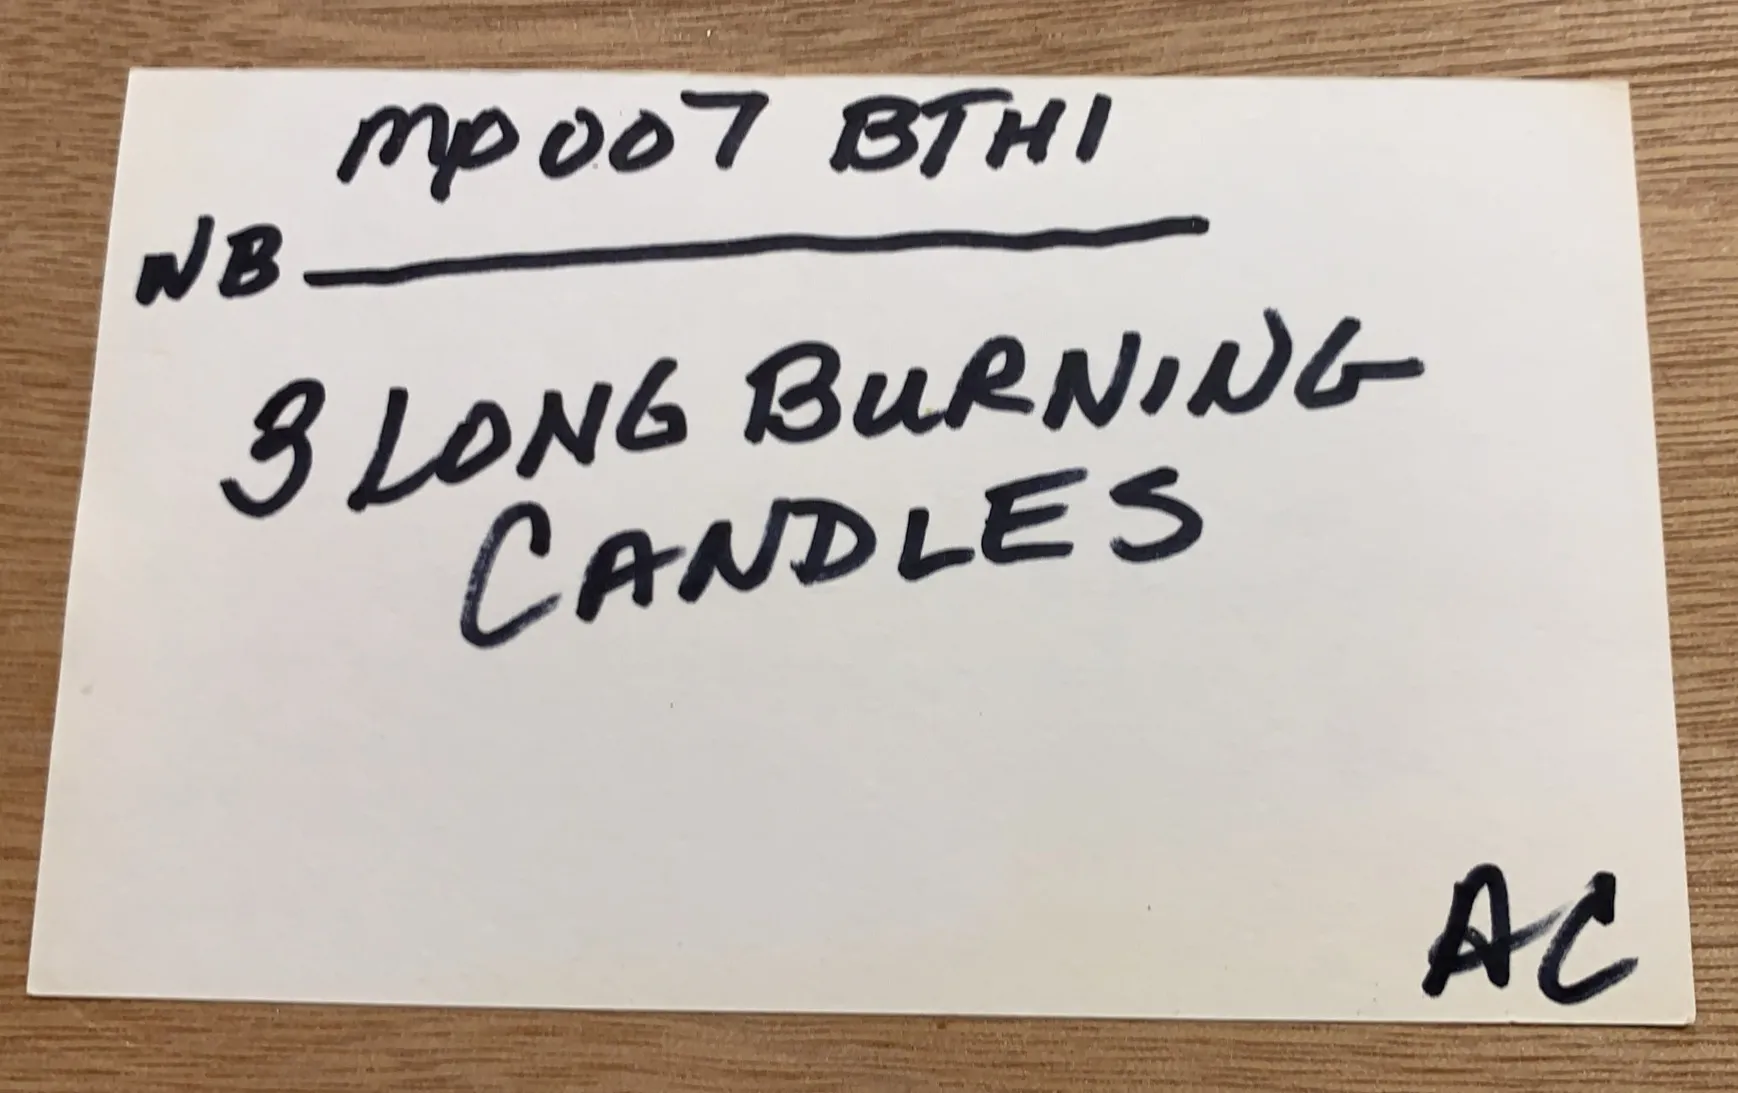 MP007 BTH1
NB
3 LONG BURNING
CANDLES
AC